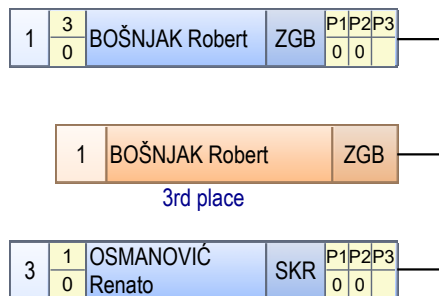 1 3 BOŠNJAK Robert ZGB P1 P2 P3
0 0 0
1 BOŠNJAK Robert ZGB
3rd place
3 1 OSMANOVIĆ SKR P1 P2 P3
0 Renato 0 0